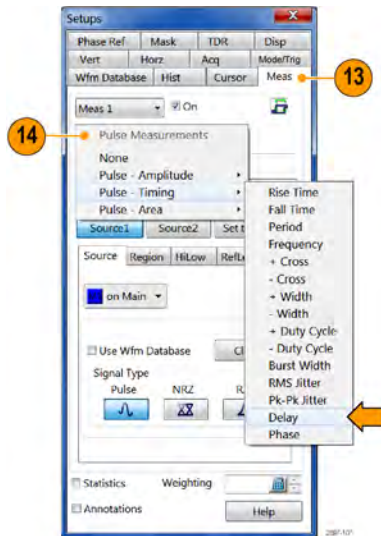 Setups
Phase Ref Mask TDR Disp
Vert Horz Acq Mode/Trig
Wfm Database Hist Cursor Meas
13
Meas 1 On
14
Pulse Measurements
None
Pulse - Amplitude
Pulse - Timing
Pulse - Area
Rise Time
Fall Time
Period
Frequency
+ Cross
- Cross
+ Width
- Width
+ Duty Cycle
- Duty Cycle
Burst Width
RMS Jitter
Pk-Pk Jitter
Delay
Phase
Source1 Source2 Set t
Source Region HiLow RefL
on Main
Use Wfm Database Cl
Signal Type
Pulse NRZ R
Statistics Weighting
Annotations Help